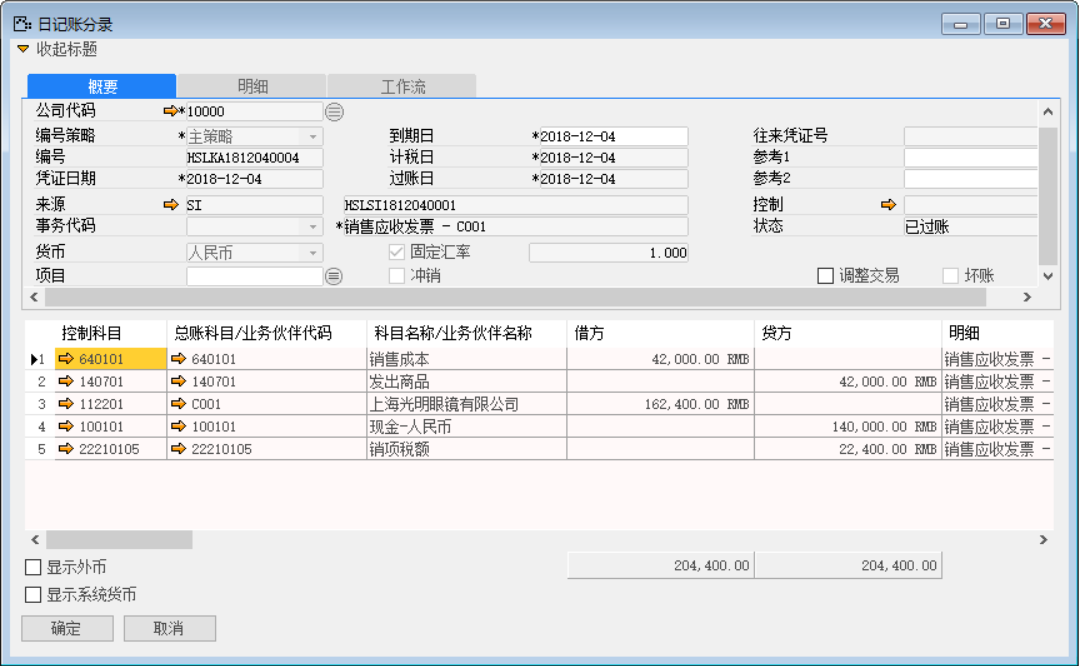 日记账分录
收起标题
概要 明细 工作流
公司代码 *10000
编号策略 *主策略 到期日 *2018-12-04 往来凭证号
编号 HSLKA1812040004 计税日 *2018-12-04 参考1
凭证日期 *2018-12-04 过账日 *2018-12-04 参考2
来源 SI HSLSI1812040001 控制
事务代码 *销售应收发票 - C001 状态 已过账
货币 人民币 固定汇率 1.000
项目 冲销 调整交易 坏账
控制科目 总账科目/业务伙伴代码 科目名称/业务伙伴名称 借方 贷方 明细
1 640101 640101 销售成本 42,000.00 RMB 销售应收发票 -
2 140701 140701 发出商品 42,000.00 RMB 销售应收发票 -
3 112201 C001 上海光明眼镜有限公司 162,400.00 RMB 销售应收发票 -
4 100101 100101 现金-人民币 140,000.00 RMB 销售应收发票 -
5 22210105 22210105 销项税额 22,400.00 RMB 销售应收发票 -
显示外币 204,400.00 204,400.00
显示系统货币
确定 取消